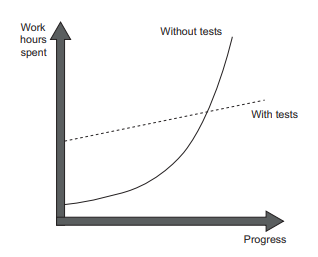 Work
hours
spent
Without tests
With tests
Progress